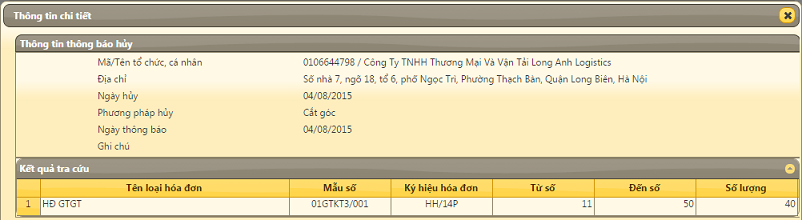 Thông tin chi tiết
Thông tin thông báo hủy
Mã/Tên tổ chức, cá nhân 0106644798 / Công Ty TNHH Thương Mại Và Vận Tải Long Anh Logistics
Địa chỉ Số nhà 7, ngõ 18, tổ 6, phố Ngọc Trì, Phường Thạch Bàn, Quận Long Biên, Hà Nội
Ngày hủy 04/08/2015
Phương pháp hủy Cắt góc
Ngày thông báo 04/08/2015
Ghi chú
Kết quả tra cứu
Tên loại hóa đơn Mẫu số Ký hiệu hóa đơn Từ số Đến số Số lượng
1 HĐ GTGT 01GTKT3/001 HH/14P 11 50 40